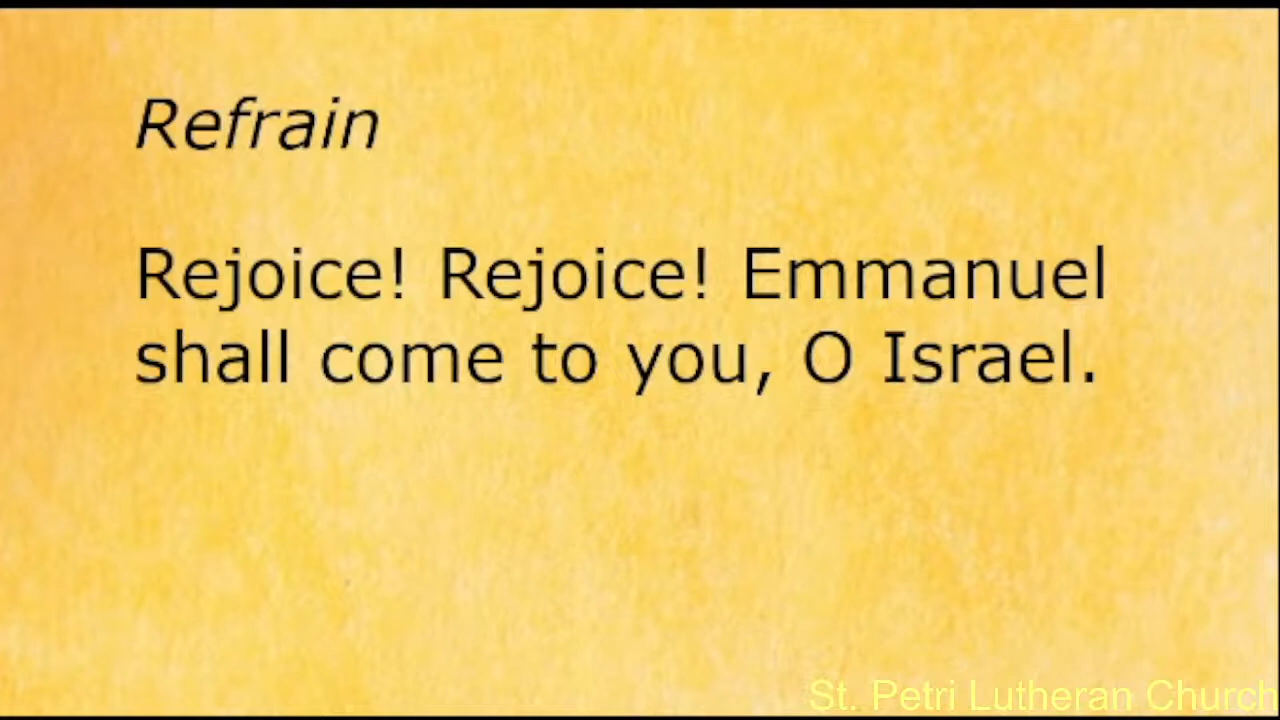 Refrain
Rejoice! Rejoice! Emmanuel
shall come to you, O Israel.
St. Petri Lutheran Church